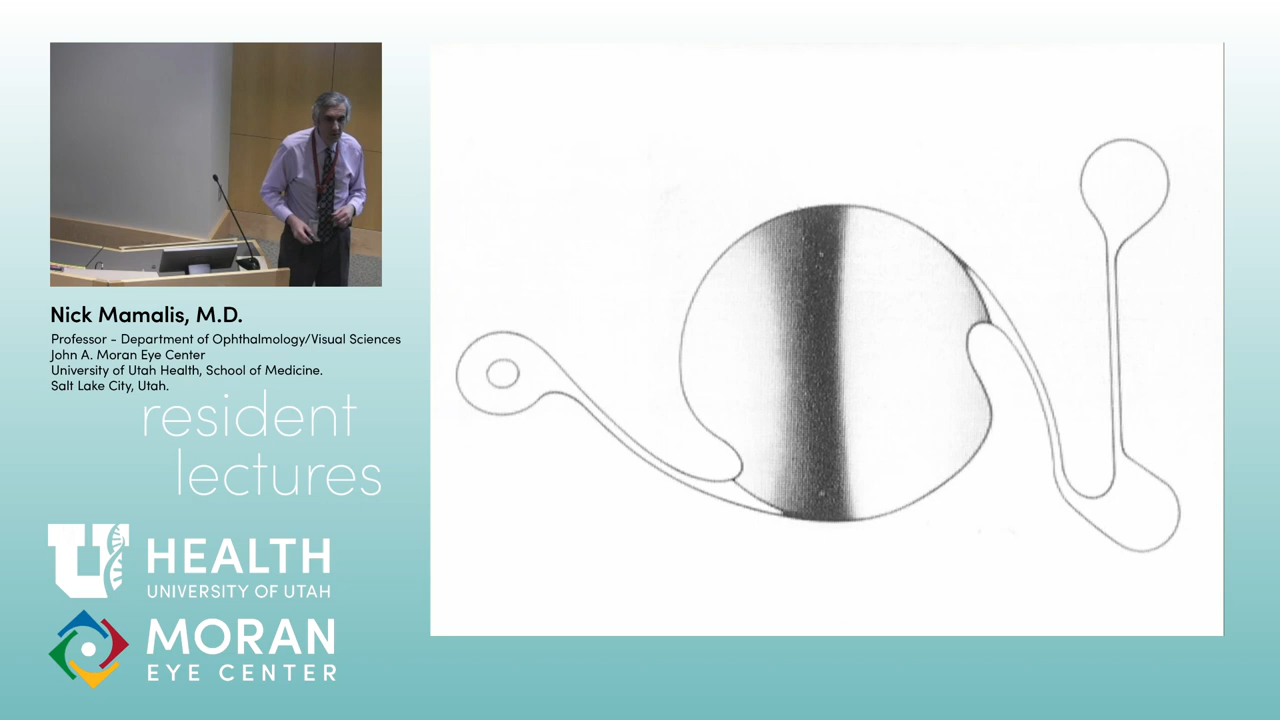 Nick Mamalis, M.D.
Professor - Department of Ophthalmology/Visual Sciences
John A. Moran Eye Center
University of Utah Health, School of Medicine.
Salt Lake City, Utah.
resident
lectures
U HEALTH
UNIVERSITY OF UTAH
MORAN
EYE CENTER